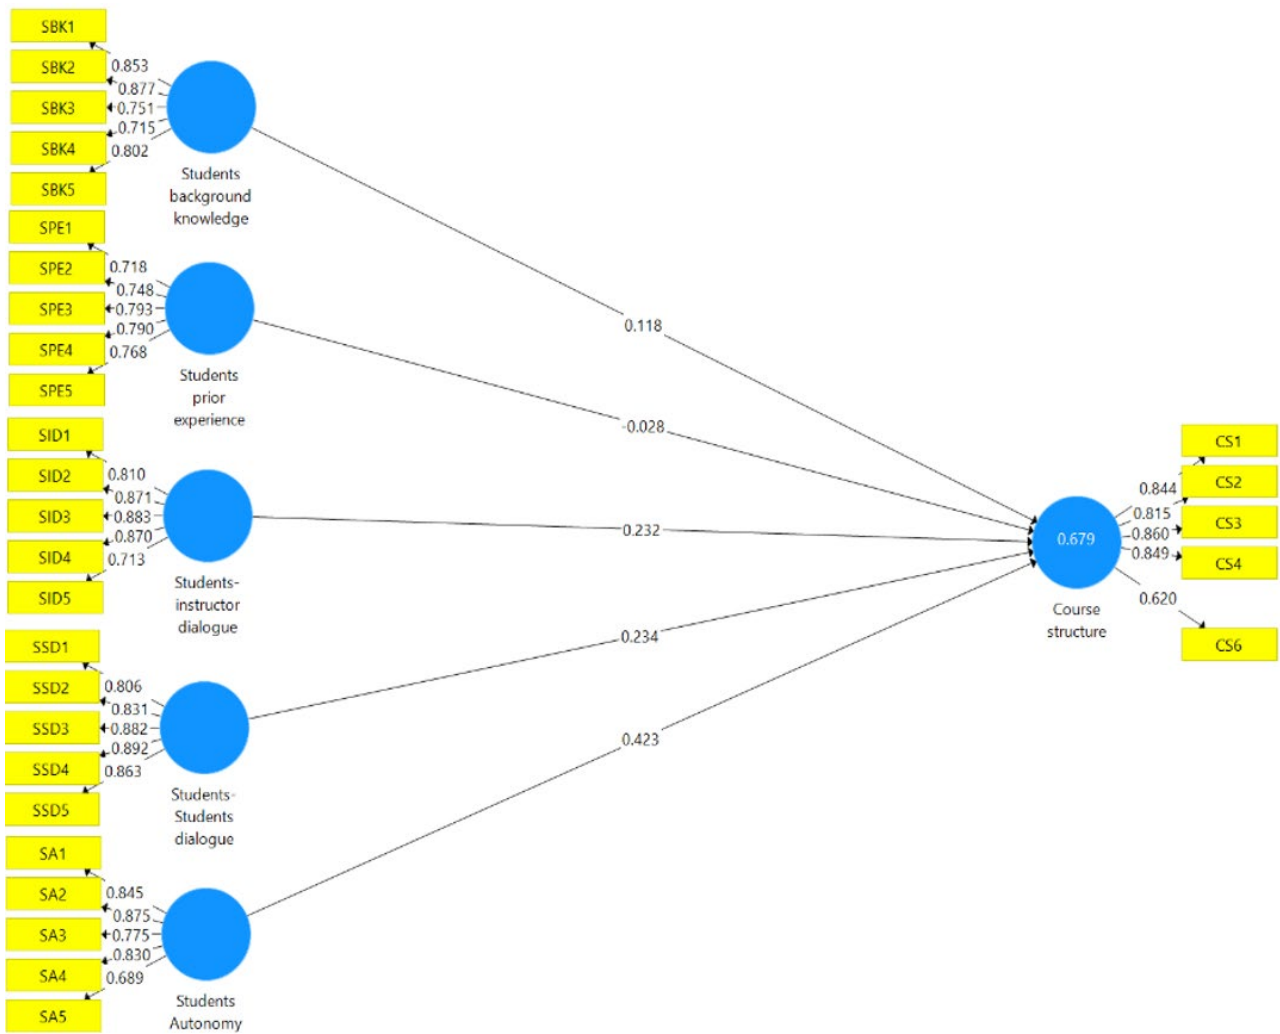 SBK1
0.853
SBK2
0.877
SBK3
0.751
0.715
SBK4
0.802
SBK5
Students
background
knowledge
SPE1
0.718
SPE2
0.748
SPE3
0.793
0.790
SPE4
0.768
SPE5
Students
prior
experience
SID1
0.810
SID2
0.871
SID3
0.883
0.870
SID4
0.713
SID5
Students-
instructor
dialogue
SSD1
0.806
SSD2
0.831
SSD3
0.882
0.892
SSD4
0.863
SSD5
Students-
Students
dialogue
SA1
0.845
SA2
0.875
SA3
0.775
0.830
SA4
0.689
SA5
Students
Autonomy
0.118
-0.028
0.232
0.234
0.423
0.679
Course
structure
CS1
0.844
CS2
0.815
CS3
0.860
0.849
CS4
0.620
CS6